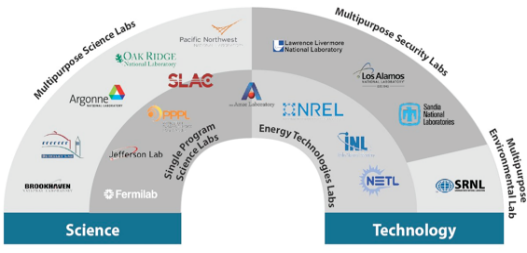 Multipurpose Science Labs
Multipurpose Security Labs
Multipurpose
Environmental Lab
Single Program
Science Labs
Energy Technologies Labs
Pacific Northwest
OAK RIDGE
National Laboratory
SLAC
Argonne
PPPL
Jefferson Lab
BROOKHAVEN
Fermilab
Ames Laboratory
Lawrence Livermore
National Laboratory
Los Alamos
Sandia
National
Laboratories
NREL
INL
NETL
SRNL
Science
Technology